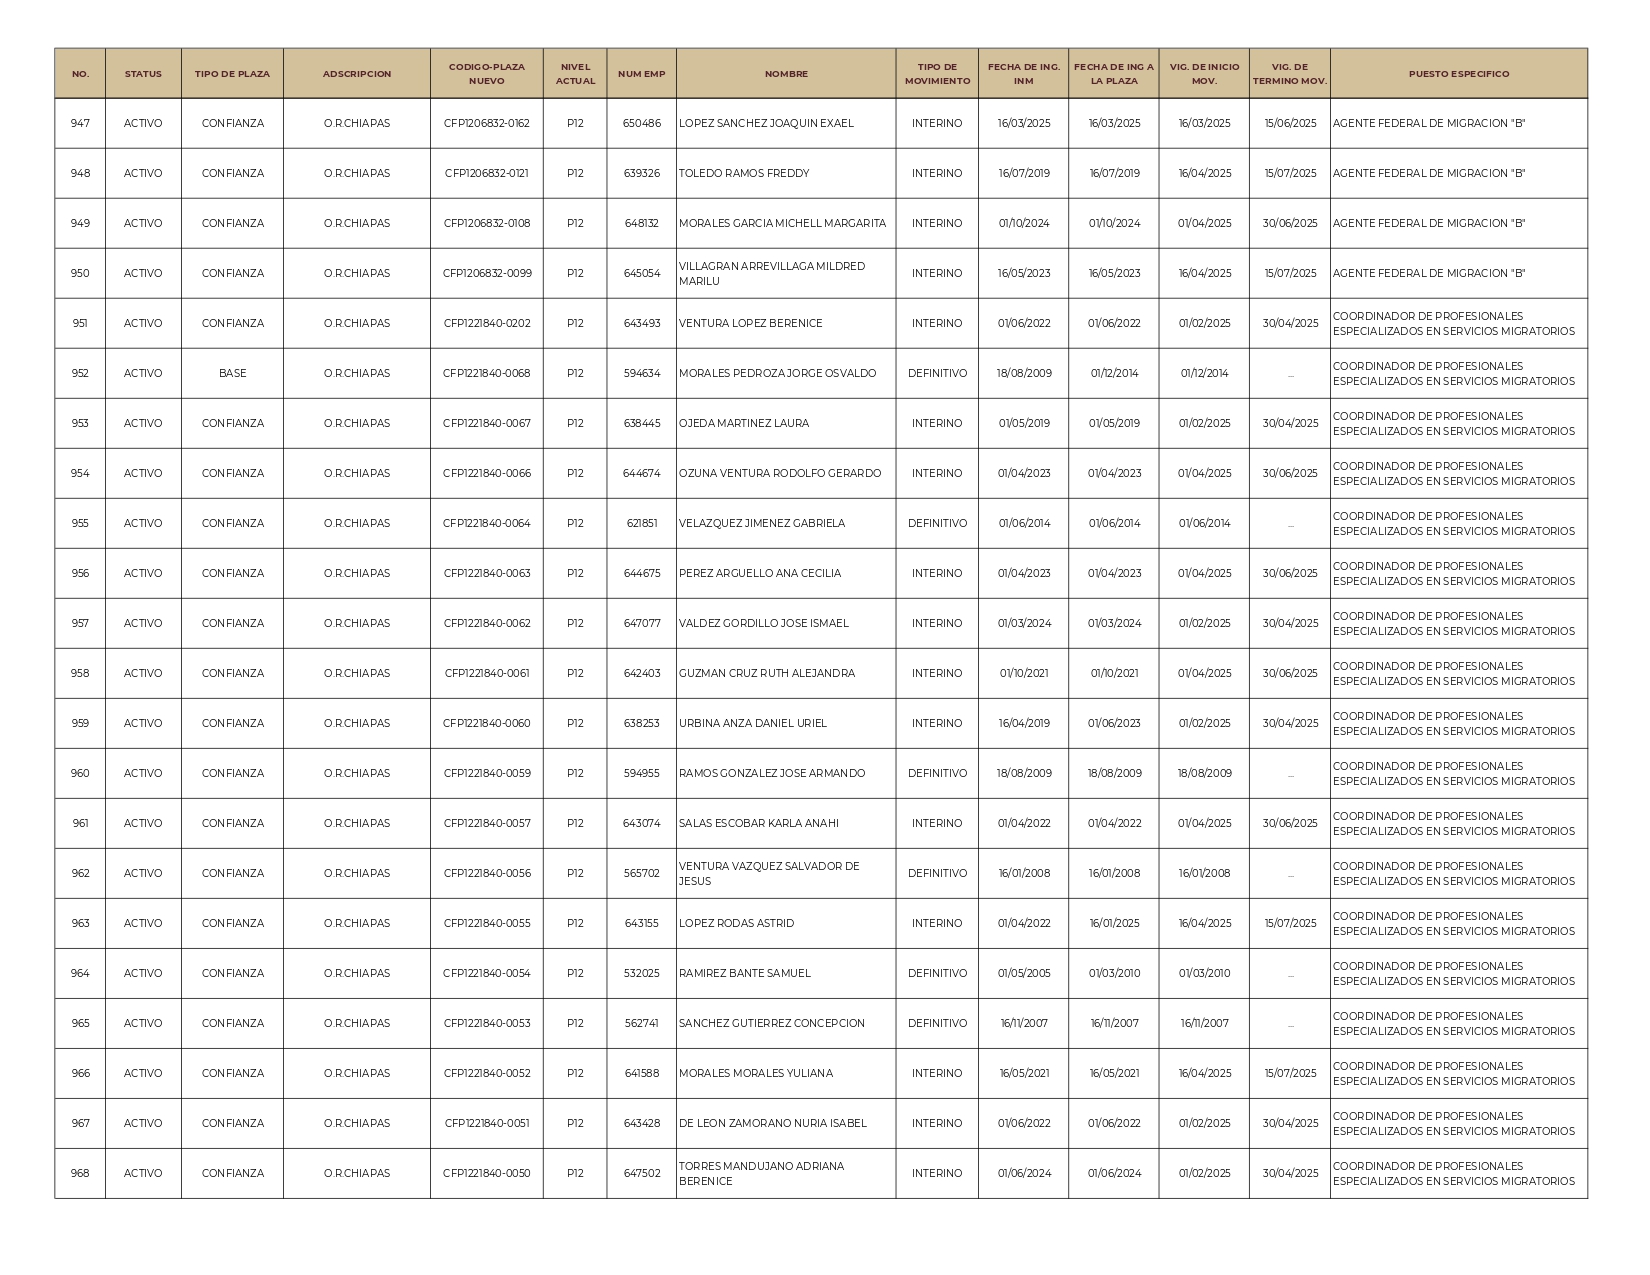 NO. STATUS TIPO DE PLAZA ADSCRIPCION CODIGO-PLAZA NUEVO NIVEL ACTUAL NUM EMP NOMBRE TIPO DE MOVIMIENTO FECHA DE ING. INM FECHA DE ING A LA PLAZA VIG. DE INICIO MOV. VIG. DE TERMINO MOV. PUESTO ESPECIFICO
947 ACTIVO CONFIANZA O.R.CHIAPAS CFP1206832-0162 P12 650486 LOPEZ SANCHEZ JOAQUIN EXAEL INTERINO 16/03/2025 16/03/2025 16/03/2025 15/06/2025 AGENTE FEDERAL DE MIGRACION "B"
948 ACTIVO CONFIANZA O.R.CHIAPAS CFP1206832-0121 P12 639326 TOLEDO RAMOS FREDDY INTERINO 16/07/2019 16/07/2019 16/04/2025 15/07/2025 AGENTE FEDERAL DE MIGRACION "B"
949 ACTIVO CONFIANZA O.R.CHIAPAS CFP1206832-0108 P12 648132 MORALES GARCIA MICHELL MARGARITA INTERINO 01/10/2024 01/10/2024 01/04/2025 30/06/2025 AGENTE FEDERAL DE MIGRACION "B"
950 ACTIVO CONFIANZA O.R.CHIAPAS CFP1206832-0099 P12 645054 VILLAGRAN ARREVILLAGA MILDRED MARILU INTERINO 16/05/2023 16/05/2023 16/04/2025 15/07/2025 AGENTE FEDERAL DE MIGRACION "B"
951 ACTIVO CONFIANZA O.R.CHIAPAS CFP1221840-0202 P12 643493 VENTURA LOPEZ BERENICE INTERINO 01/06/2022 01/06/2022 01/02/2025 30/04/2025 COORDINADOR DE PROFESIONALES ESPECIALIZADOS EN SERVICIOS MIGRATORIOS
952 ACTIVO BASE O.R.CHIAPAS CFP1221840-0068 P12 594634 MORALES PEDROZA JORGE OSVALDO DEFINITIVO 18/08/2009 01/12/2014 01/12/2014 ... COORDINADOR DE PROFESIONALES ESPECIALIZADOS EN SERVICIOS MIGRATORIOS
953 ACTIVO CONFIANZA O.R.CHIAPAS CFP1221840-0067 P12 638445 OJEDA MARTINEZ LAURA INTERINO 01/05/2019 01/05/2019 01/02/2025 30/04/2025 COORDINADOR DE PROFESIONALES ESPECIALIZADOS EN SERVICIOS MIGRATORIOS
954 ACTIVO CONFIANZA O.R.CHIAPAS CFP1221840-0066 P12 644674 OZUNA VENTURA RODOLFO GERARDO INTERINO 01/04/2023 01/04/2023 01/04/2025 30/06/2025 COORDINADOR DE PROFESIONALES ESPECIALIZADOS EN SERVICIOS MIGRATORIOS
955 ACTIVO CONFIANZA O.R.CHIAPAS CFP1221840-0064 P12 621851 VELAZQUEZ JIMENEZ GABRIELA DEFINITIVO 01/06/2014 01/06/2014 01/06/2014 ... COORDINADOR DE PROFESIONALES ESPECIALIZADOS EN SERVICIOS MIGRATORIOS
956 ACTIVO CONFIANZA O.R.CHIAPAS CFP1221840-0063 P12 644675 PEREZ ARGUELLO ANA CECILIA INTERINO 01/04/2023 01/04/2023 01/04/2025 30/06/2025 COORDINADOR DE PROFESIONALES ESPECIALIZADOS EN SERVICIOS MIGRATORIOS
957 ACTIVO CONFIANZA O.R.CHIAPAS CFP1221840-0062 P12 647077 VALDEZ GORDILLO JOSE ISMAEL INTERINO 01/03/2024 01/03/2024 01/02/2025 30/04/2025 COORDINADOR DE PROFESIONALES ESPECIALIZADOS EN SERVICIOS MIGRATORIOS
958 ACTIVO CONFIANZA O.R.CHIAPAS CFP1221840-0061 P12 642403 GUZMAN CRUZ RUTH ALEJANDRA INTERINO 01/10/2021 01/10/2021 01/04/2025 30/06/2025 COORDINADOR DE PROFESIONALES ESPECIALIZADOS EN SERVICIOS MIGRATORIOS
959 ACTIVO CONFIANZA O.R.CHIAPAS CFP1221840-0060 P12 638253 URBINA ANZA DANIEL URIEL INTERINO 16/04/2019 01/06/2023 01/02/2025 30/04/2025 COORDINADOR DE PROFESIONALES ESPECIALIZADOS EN SERVICIOS MIGRATORIOS
960 ACTIVO CONFIANZA O.R.CHIAPAS CFP1221840-0059 P12 594955 RAMOS GONZALEZ JOSE ARMANDO DEFINITIVO 18/08/2009 18/08/2009 18/08/2009 ... COORDINADOR DE PROFESIONALES ESPECIALIZADOS EN SERVICIOS MIGRATORIOS
961 ACTIVO CONFIANZA O.R.CHIAPAS CFP1221840-0057 P12 643074 SALAS ESCOBAR KARLA ANAHI INTERINO 01/04/2022 01/04/2022 01/04/2025 30/06/2025 COORDINADOR DE PROFESIONALES ESPECIALIZADOS EN SERVICIOS MIGRATORIOS
962 ACTIVO CONFIANZA O.R.CHIAPAS CFP1221840-0056 P12 565702 VENTURA VAZQUEZ SALVADOR DE JESUS DEFINITIVO 16/01/2008 16/01/2008 16/01/2008 ... COORDINADOR DE PROFESIONALES ESPECIALIZADOS EN SERVICIOS MIGRATORIOS
963 ACTIVO CONFIANZA O.R.CHIAPAS CFP1221840-0055 P12 643155 LOPEZ RODAS ASTRID INTERINO 01/04/2022 16/01/2025 16/04/2025 15/07/2025 COORDINADOR DE PROFESIONALES ESPECIALIZADOS EN SERVICIOS MIGRATORIOS
964 ACTIVO CONFIANZA O.R.CHIAPAS CFP1221840-0054 P12 532025 RAMIREZ BANTE SAMUEL DEFINITIVO 01/05/2005 01/03/2010 01/03/2010 ... COORDINADOR DE PROFESIONALES ESPECIALIZADOS EN SERVICIOS MIGRATORIOS
965 ACTIVO CONFIANZA O.R.CHIAPAS CFP1221840-0053 P12 562741 SANCHEZ GUTIERREZ CONCEPCION DEFINITIVO 16/11/2007 16/11/2007 16/11/2007 ... COORDINADOR DE PROFESIONALES ESPECIALIZADOS EN SERVICIOS MIGRATORIOS
966 ACTIVO CONFIANZA O.R.CHIAPAS CFP1221840-0052 P12 641588 MORALES MORALES YULIANA INTERINO 16/05/2021 16/05/2021 16/04/2025 15/07/2025 COORDINADOR DE PROFESIONALES ESPECIALIZADOS EN SERVICIOS MIGRATORIOS
967 ACTIVO CONFIANZA O.R.CHIAPAS CFP1221840-0051 P12 643428 DE LEON ZAMORANO NURIA ISABEL INTERINO 01/06/2022 01/06/2022 01/02/2025 30/04/2025 COORDINADOR DE PROFESIONALES ESPECIALIZADOS EN SERVICIOS MIGRATORIOS
968 ACTIVO CONFIANZA O.R.CHIAPAS CFP1221840-0050 P12 647502 TORRES MANDUJANO ADRIANA BERENICE INTERINO 01/06/2024 01/06/2024 01/02/2025 30/04/2025 COORDINADOR DE PROFESIONALES ESPECIALIZADOS EN SERVICIOS MIGRATORIOS